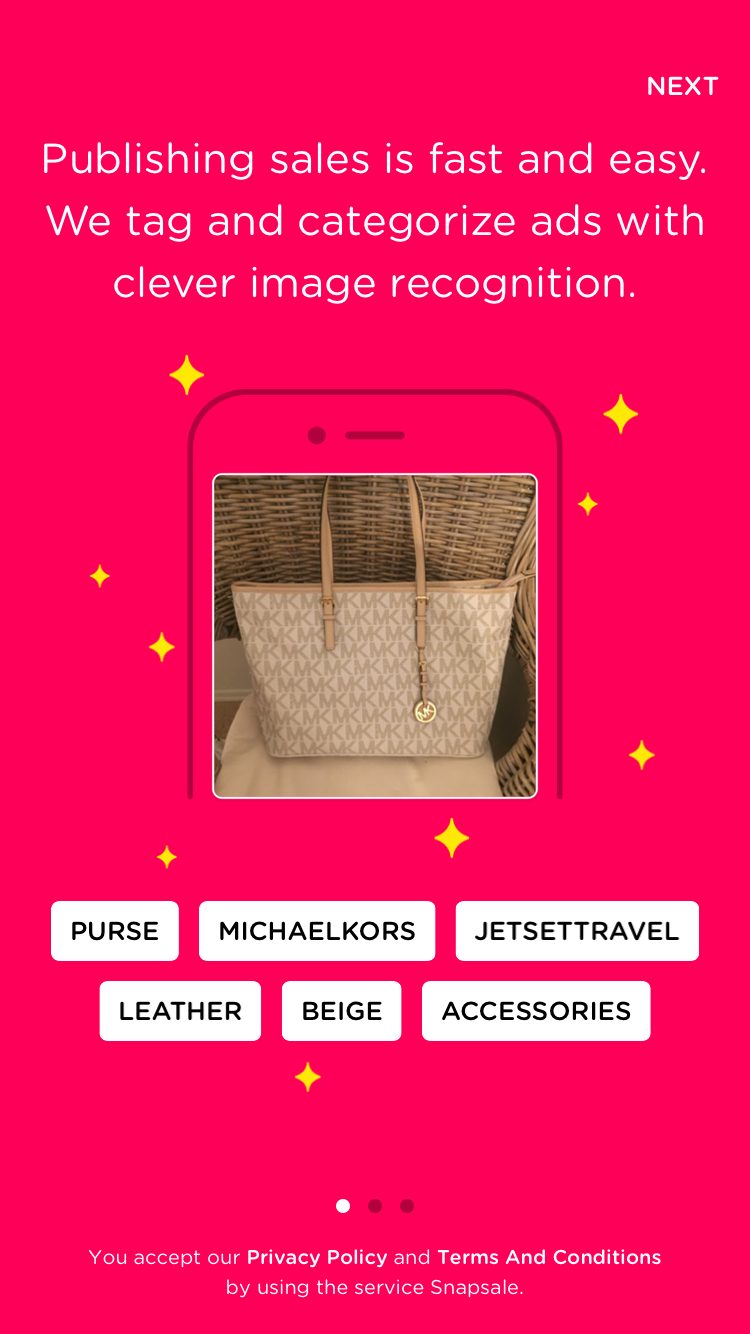 NEXT
Publishing sales is fast and easy.
We tag and categorize ads with
clever image recognition.
MK
PURSE MICHAELKORS JETSETTRAVEL
LEATHER BEIGE ACCESSORIES
You accept our Privacy Policy and Terms And Conditions
by using the service Snapsale.